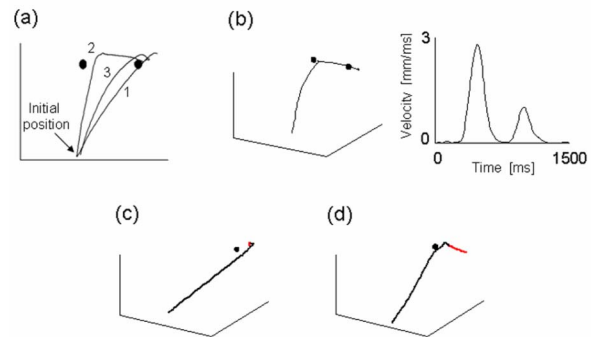 (a)
2
3
1
Initial
position
(b)
3
Velocity [mm/ms]
0
0
1500
Time [ms]
(c)
(d)